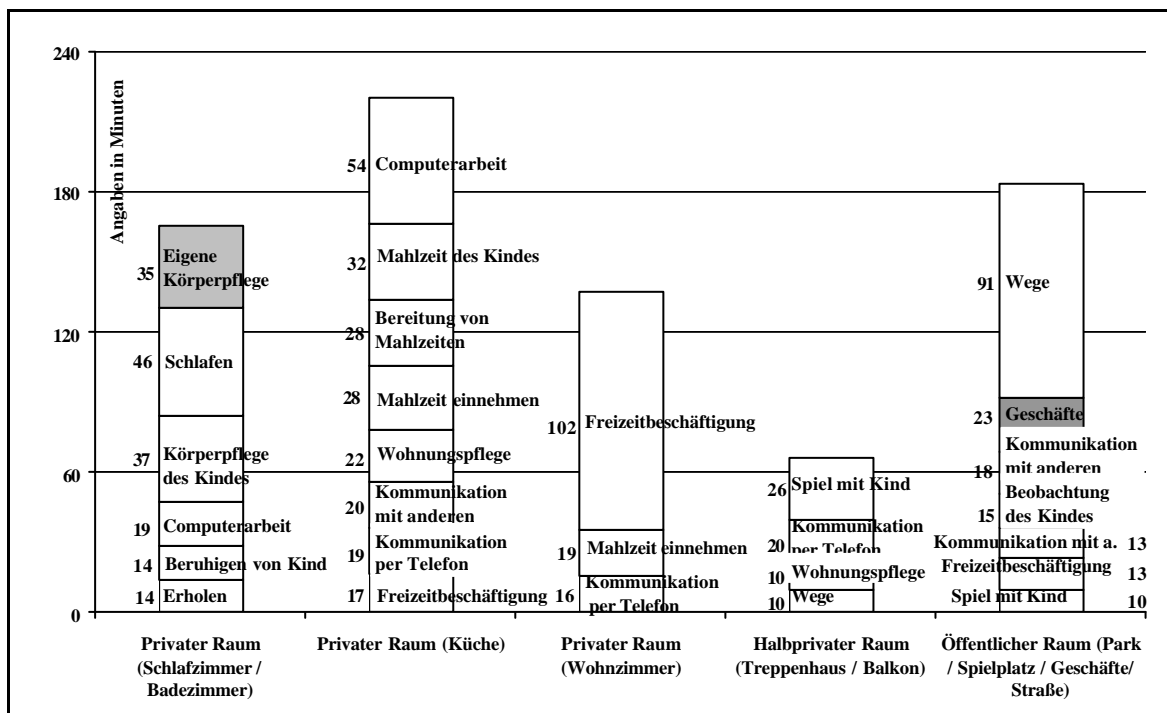 240
180
120
60
0
Angaben in Minuten
35 Eigene
Körperpflege
46 Schlafen
37 Körperpflege
des Kindes
19 Computerarbeit
14 Beruhigen von Kind
14 Erholen
Privater Raum
(Schlafzimmer /
Badezimmer)
54 Computerarbeit
32 Mahlzeit des Kindes
28 Bereitung von
Mahlzeiten
28 Mahlzeit einnehmen
22 Wohnungspflege
20 Kommunikation
mit anderen
19 Kommunikation
per Telefon
17 Freizeitbeschäftigung
Privater Raum (Küche)
102 Freizeitbeschäftigung
19 Mahlzeit einnehmen
16 Kommunikation
per Telefon
Privater Raum
(Wohnzimmer)
26 Spiel mit Kind
20 Kommunikation
per Telefon
10 Wohnungspflege
10 Wege
Halbprivater Raum
(Treppenhaus / Balkon)
91 Wege
23 Geschäfte
18 Kommunikation
mit anderen
15 Beobachtung
des Kindes
Kommunikation mit a. 13
Freizeitbeschäftigung 13
Spiel mit Kind 10
Öffentlicher Raum (Park
/ Spielplatz / Geschäfte/
Straße)